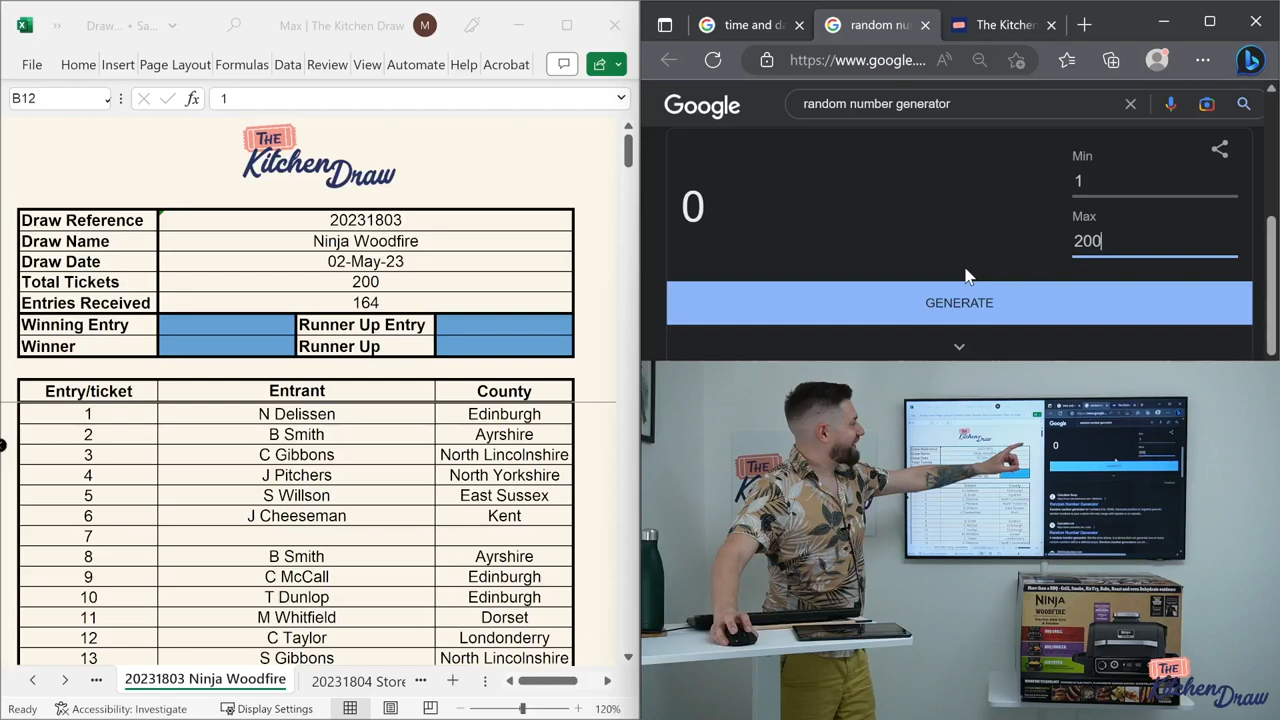 Draw... - Sa...
Max | The Kitchen Draw
M
File Home Insert Page Layout Formulas Data Review View Automate Help Acrobat
B12
fx
1
THE
Kitchen Draw
Draw Reference 20231803
Draw Name Ninja Woodfire
Draw Date 02-May-23
Total Tickets 200
Entries Received 164
Winning Entry Runner Up Entry
Winner Runner Up
Entry/ticket Entrant County
1 N Delissen Edinburgh
2 B Smith Ayrshire
3 C Gibbons North Lincolnshire
4 J Pitchers North Yorkshire
5 S Willson East Sussex
6 J Cheeseman Kent
7
8 B Smith Ayrshire
9 C McCall Edinburgh
10 T Dunlop Edinburgh
11 M Whitfield Dorset
12 C Taylor Londonderry
13 S Gibbons North Lincolnshire
20231803 Ninja Woodfire
20231804 Store
Ready
Accessibility: Investigate
Display Settings
120%
time and da
random nu
The Kitchen
https://www.google....
Google
random number generator
Min
1
0
Max
200
GENERATE
THE
NINJA
WOODFIRE
THE
Kitchen Draw